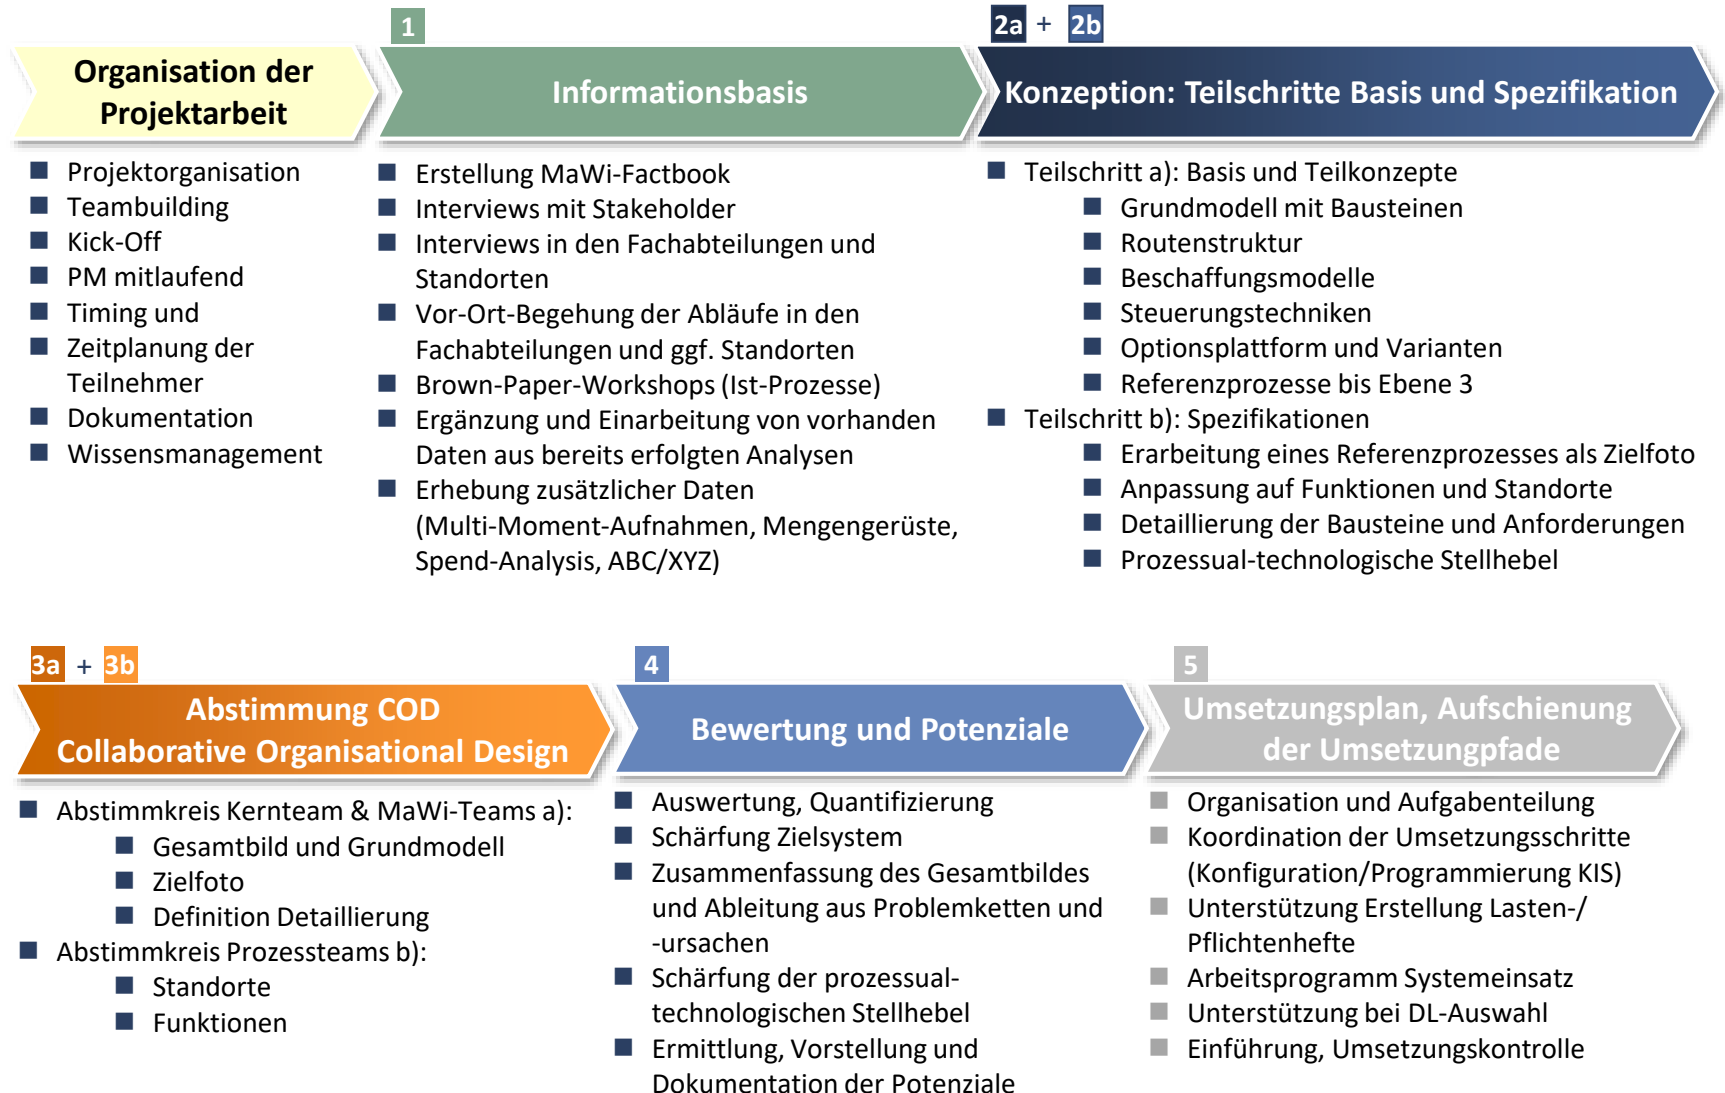 Organisation der
Projektarbeit
Projektorganisation
Teambuilding
Kick-Off
PM mitlaufend
Timing und
Zeitplanung der
Teilnehmer
Dokumentation
Wissensmanagement
1
Informationsbasis
Erstellung MaWi-Factbook
Interviews mit Stakeholder
Interviews in den Fachabteilungen und
Standorten
Vor-Ort-Begehung der Abläufe in den
Fachabteilungen und ggf. Standorten
Brown-Paper-Workshops (Ist-Prozesse)
Ergänzung und Einarbeitung von vorhanden
Daten aus bereits erfolgten Analysen
Erhebung zusätzlicher Daten
(Multi-Moment-Aufnahmen, Mengengerüste,
Spend-Analysis, ABC/XYZ)
2a + 2b
Konzeption: Teilschritte Basis und Spezifikation
Teilschritt a): Basis und Teilkonzepte
Grundmodell mit Bausteinen
Routenstruktur
Beschaffungsmodelle
Steuerungstechniken
Optionsplattform und Varianten
Referenzprozesse bis Ebene 3
Teilschritt b): Spezifikationen
Erarbeitung eines Referenzprozesses als Zielfoto
Anpassung auf Funktionen und Standorte
Detaillierung der Bausteine und Anforderungen
Prozessual-technologische Stellhebel
3a + 3b
Abstimmung COD
Collaborative Organisational Design
Abstimmkreis Kernteam & MaWi-Teams a):
Gesamtbild und Grundmodell
Zielfoto
Definition Detaillierung
Abstimmkreis Prozessteams b):
Standorte
Funktionen
4
Bewertung und Potenziale
Auswertung, Quantifizierung
Schärfung Zielsystem
Zusammenfassung des Gesamtbildes
und Ableitung aus Problemketten und
-ursachen
Schärfung der prozessual-
technologischen Stellhebel
Ermittlung, Vorstellung und
Dokumentation der Potenziale
5
Umsetzungsplan, Aufschienung
der Umsetzungpfade
Organisation und Aufgabenteilung
Koordination der Umsetzungsschritte
(Konfiguration/Programmierung KIS)
Unterstützung Erstellung Lasten-/
Pflichtenhefte
Arbeitsprogramm Systemeinsatz
Unterstützung bei DL-Auswahl
Einführung, Umsetzungskontrolle